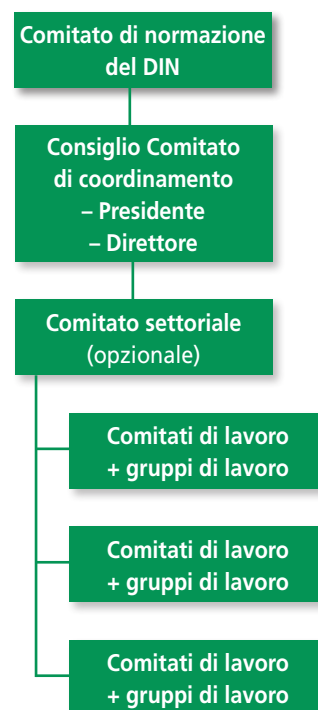 Comitato di normazione
del DIN
Consiglio Comitato
di coordinamento
– Presidente
– Direttore
Comitato settoriale
(opzionale)
Comitati di lavoro
+ gruppi di lavoro
Comitati di lavoro
+ gruppi di lavoro
Comitati di lavoro
+ gruppi di lavoro